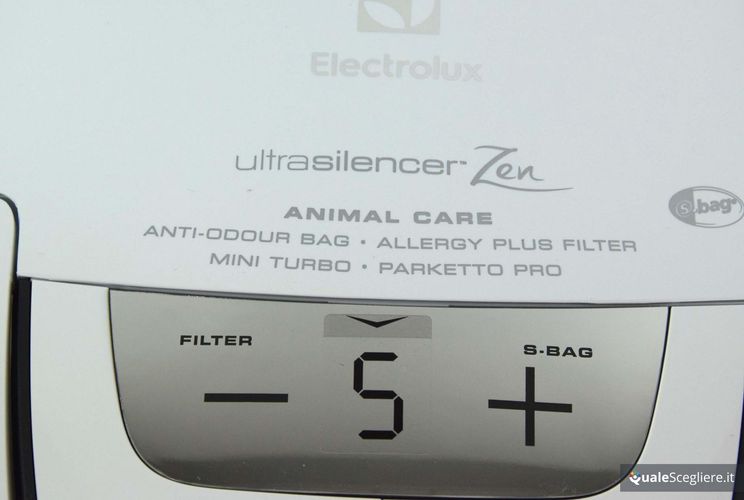 Electrolux
ultrasilencer™ Zen
ANIMAL CARE
ANTI-ODOUR BAG • ALLERGY PLUS FILTER
MINI TURBO • PARKETTO PRO
s-bag®
FILTER
S-BAG
— 5 +
QualeScegliere.it